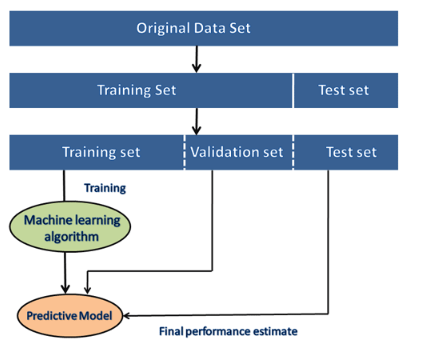 Original Data Set
Training Set
Test set
Training set
Validation set
Test set
Training
Machine learning
algorithm
Predictive Model
Final performance estimate